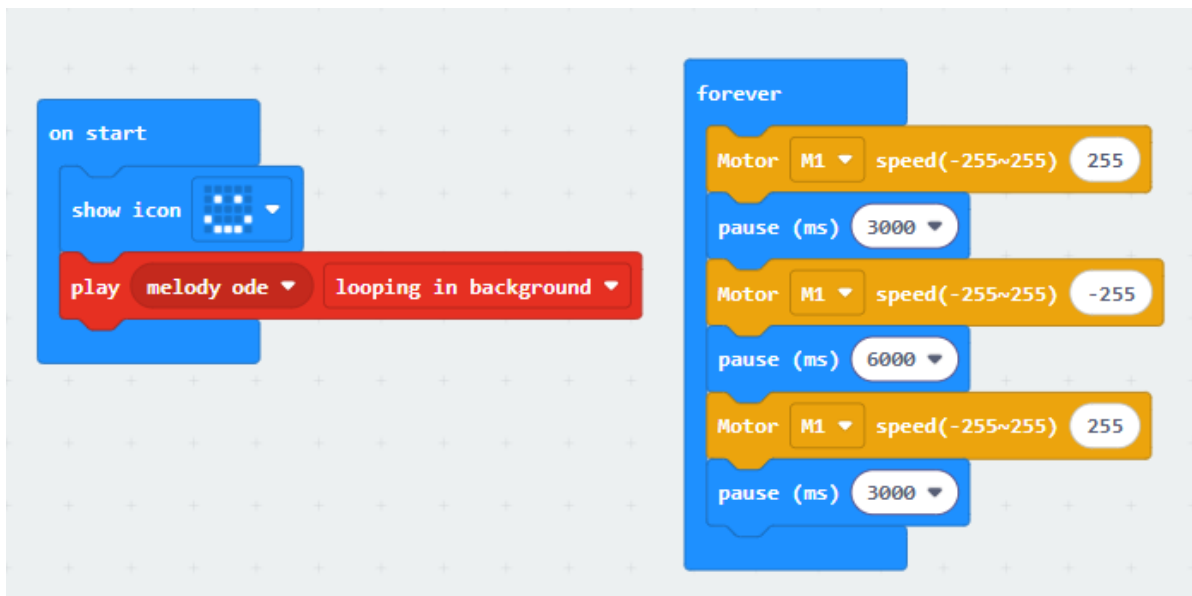 on start
show icon
play melody ode looping in background
forever
Motor M1 speed(-255~255) 255
pause (ms) 3000
Motor M1 speed(-255~255) -255
pause (ms) 6000
Motor M1 speed(-255~255) 255
pause (ms) 3000